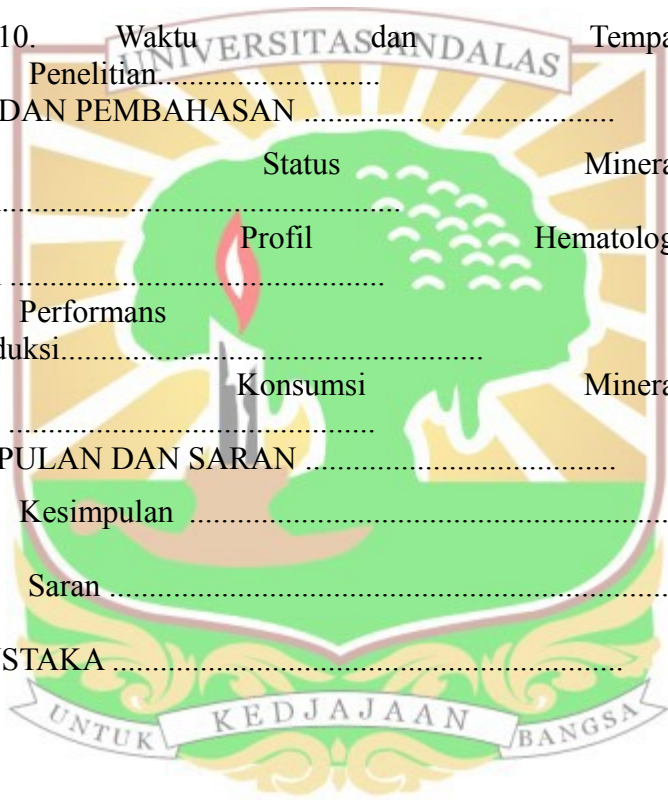 10. Waktu dan Tempa
UNIVERSITAS ANDALAS
Penelitian............................
DAN PEMBAHASAN .......................................
Status Minera
..................................................
Profil Hematolog
...............................................
Performans
duksi.....................................................
Konsumsi Minera
..............................................
PULAN DAN SARAN .......................................
Kesimpulan ............................................................
Saran ......................................................................
STAKA ................................................................
UNTUK KEDJAJAAN BANGSA